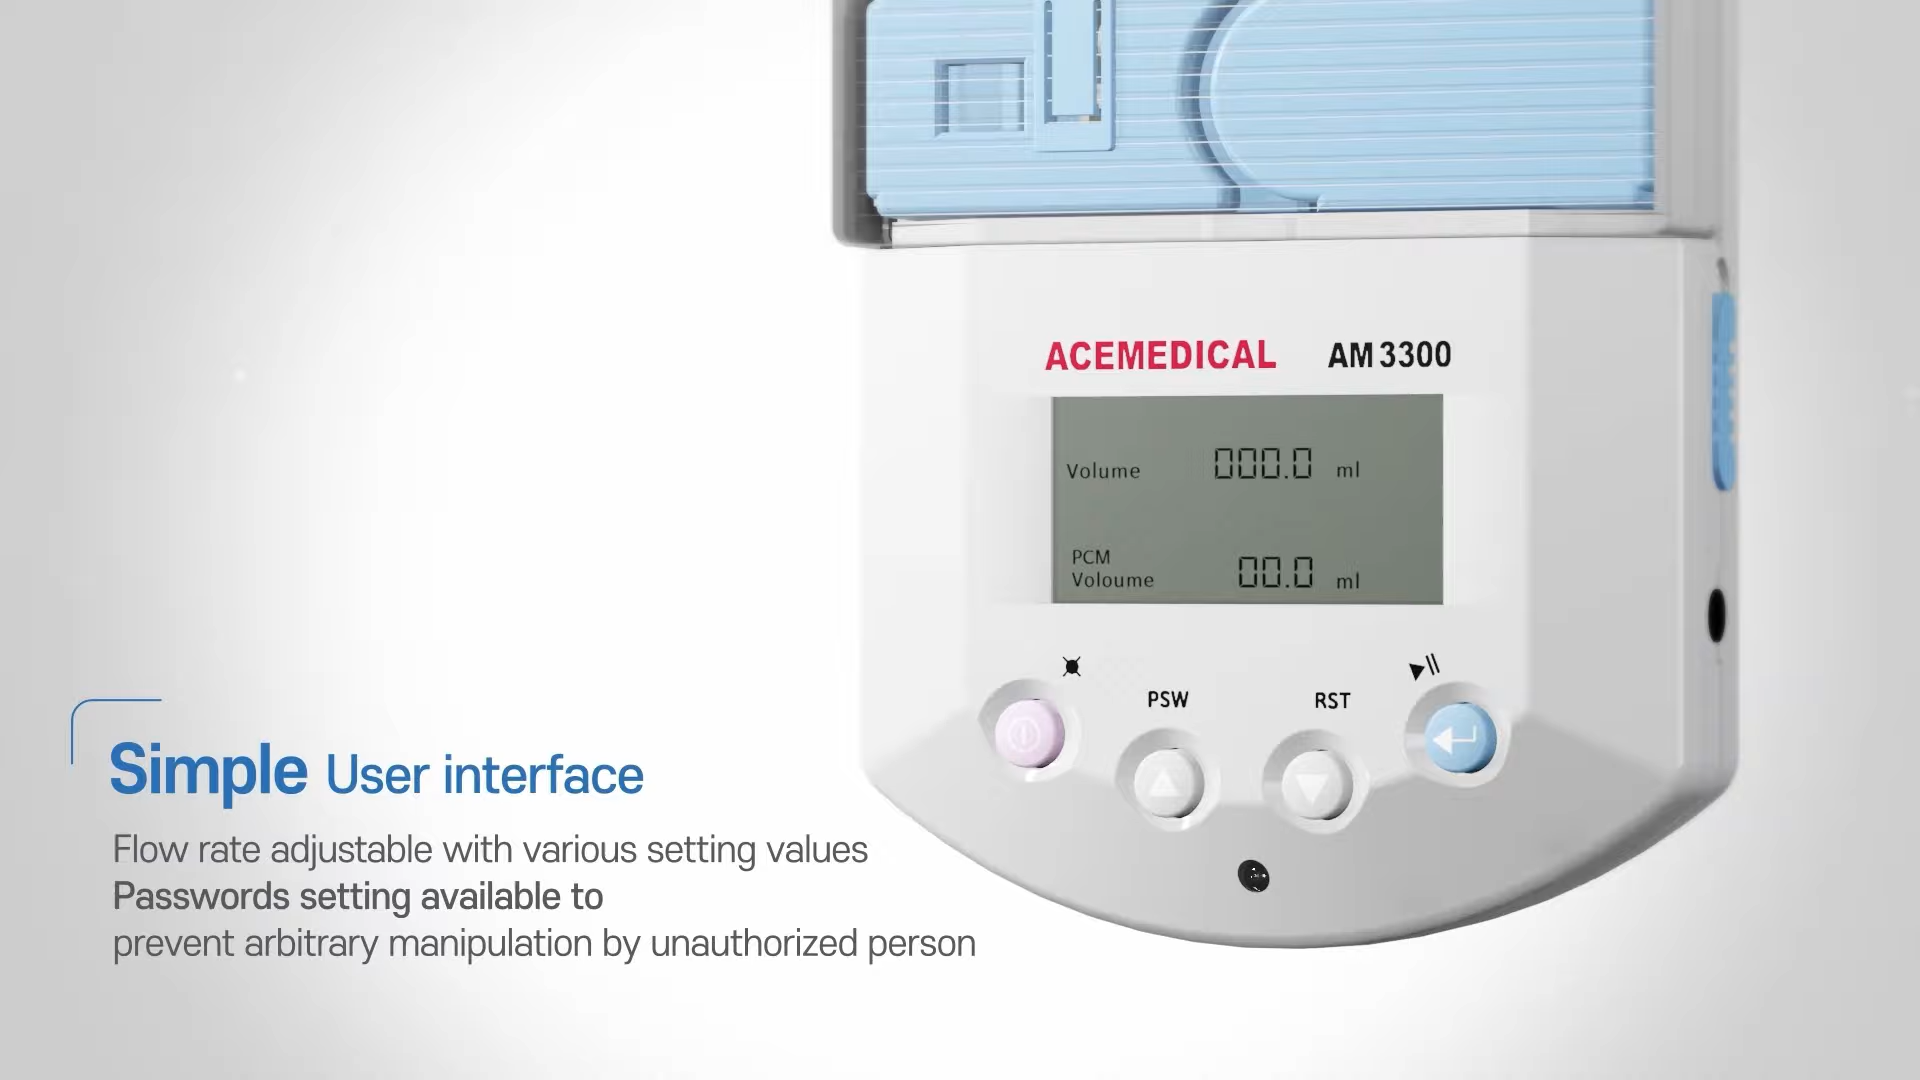 ACEMEDICAL AM3300
Volume 000.0 ml
PCM
Voloume 00.0 ml
PSW RST
Simple User interface
Flow rate adjustable with various setting values
Passwords setting available to
prevent arbitrary manipulation by unauthorized person